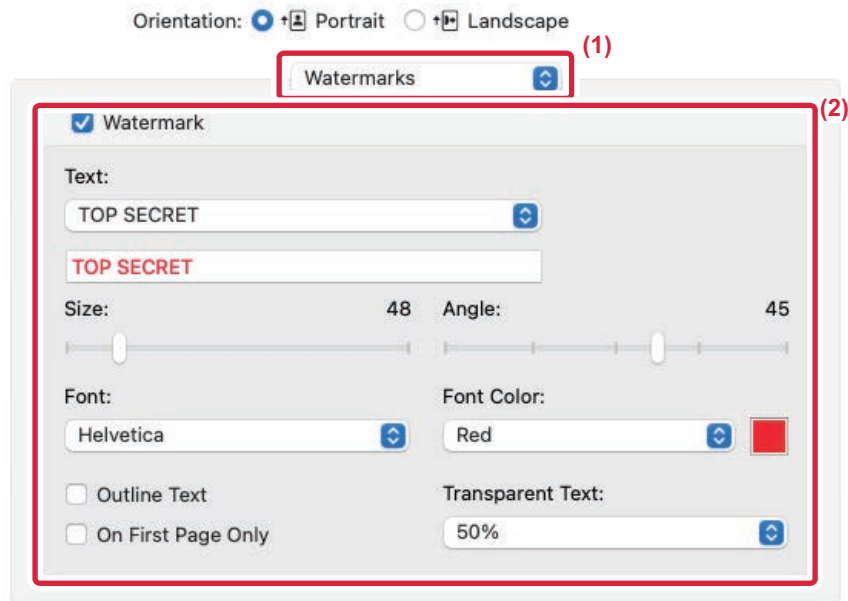 Orientation: Portrait Landscape
(1)
Watermarks
(2)
Watermark
Text:
TOP SECRET
TOP SECRET
Size: 48 Angle: 45
Font: Font Color:
Helvetica Red
Outline Text Transparent Text:
On First Page Only 50%